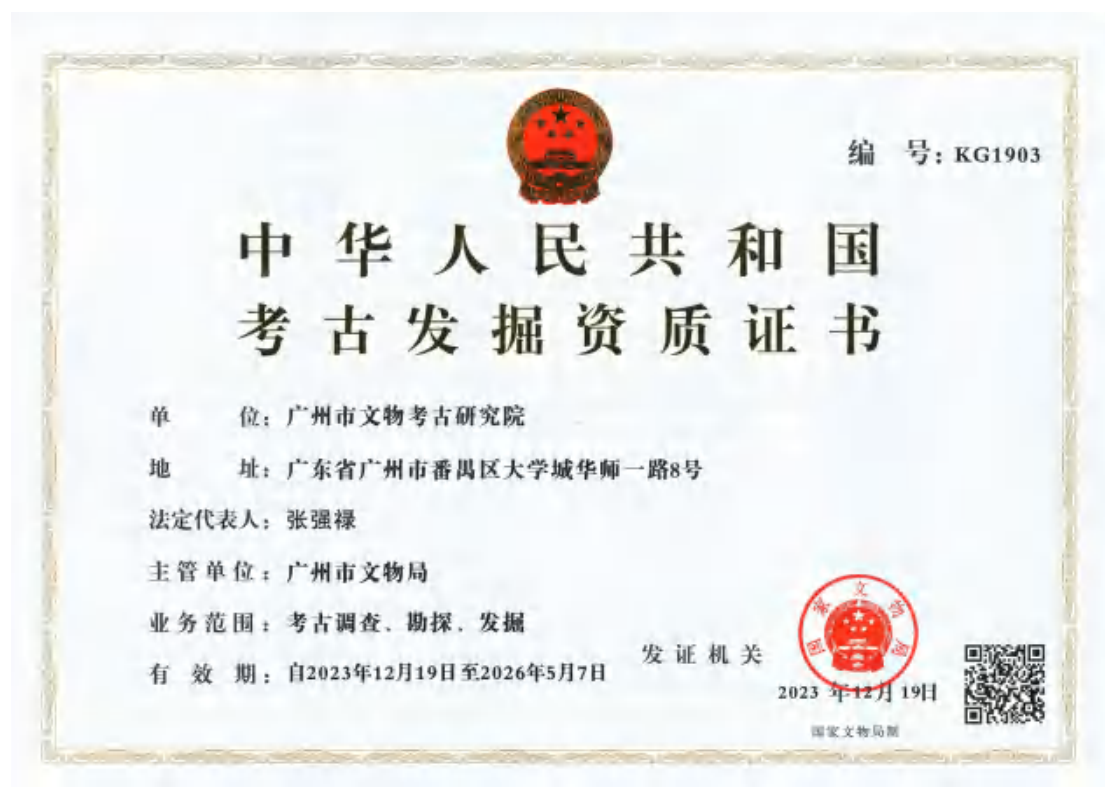 编 号：KG1903
中华人民共和国
考古发掘资质证书
单 位：广州市文物考古研究院
地 址：广东省广州市番禺区大学城华师一路8号
法定代表人：张强禄
主管单位：广州市文物局
业务范围：考古调查、勘探、发掘
有 效 期：自2023年12月19日至2026年5月7日
发证机关
国家文物局
2023 年 12 月 19日
国家文物局制